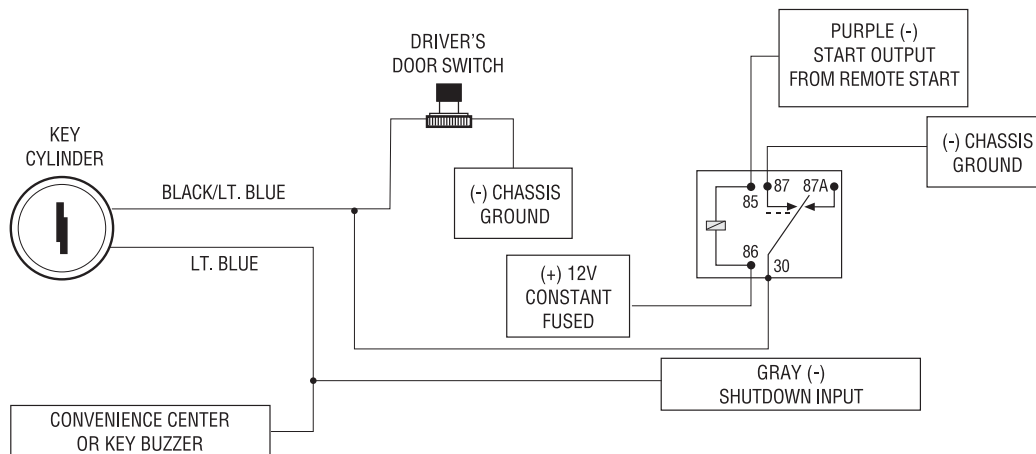 PURPLE (-)
START OUTPUT
FROM REMOTE START
DRIVER'S
DOOR SWITCH
KEY
CYLINDER
(-) CHASSIS
GROUND
BLACK/LT. BLUE
(-) CHASSIS
GROUND
87 87A
85
LT. BLUE
86
30
(+) 12V
CONSTANT
FUSED
GRAY (-)
SHUTDOWN INPUT
CONVENIENCE CENTER
OR KEY BUZZER